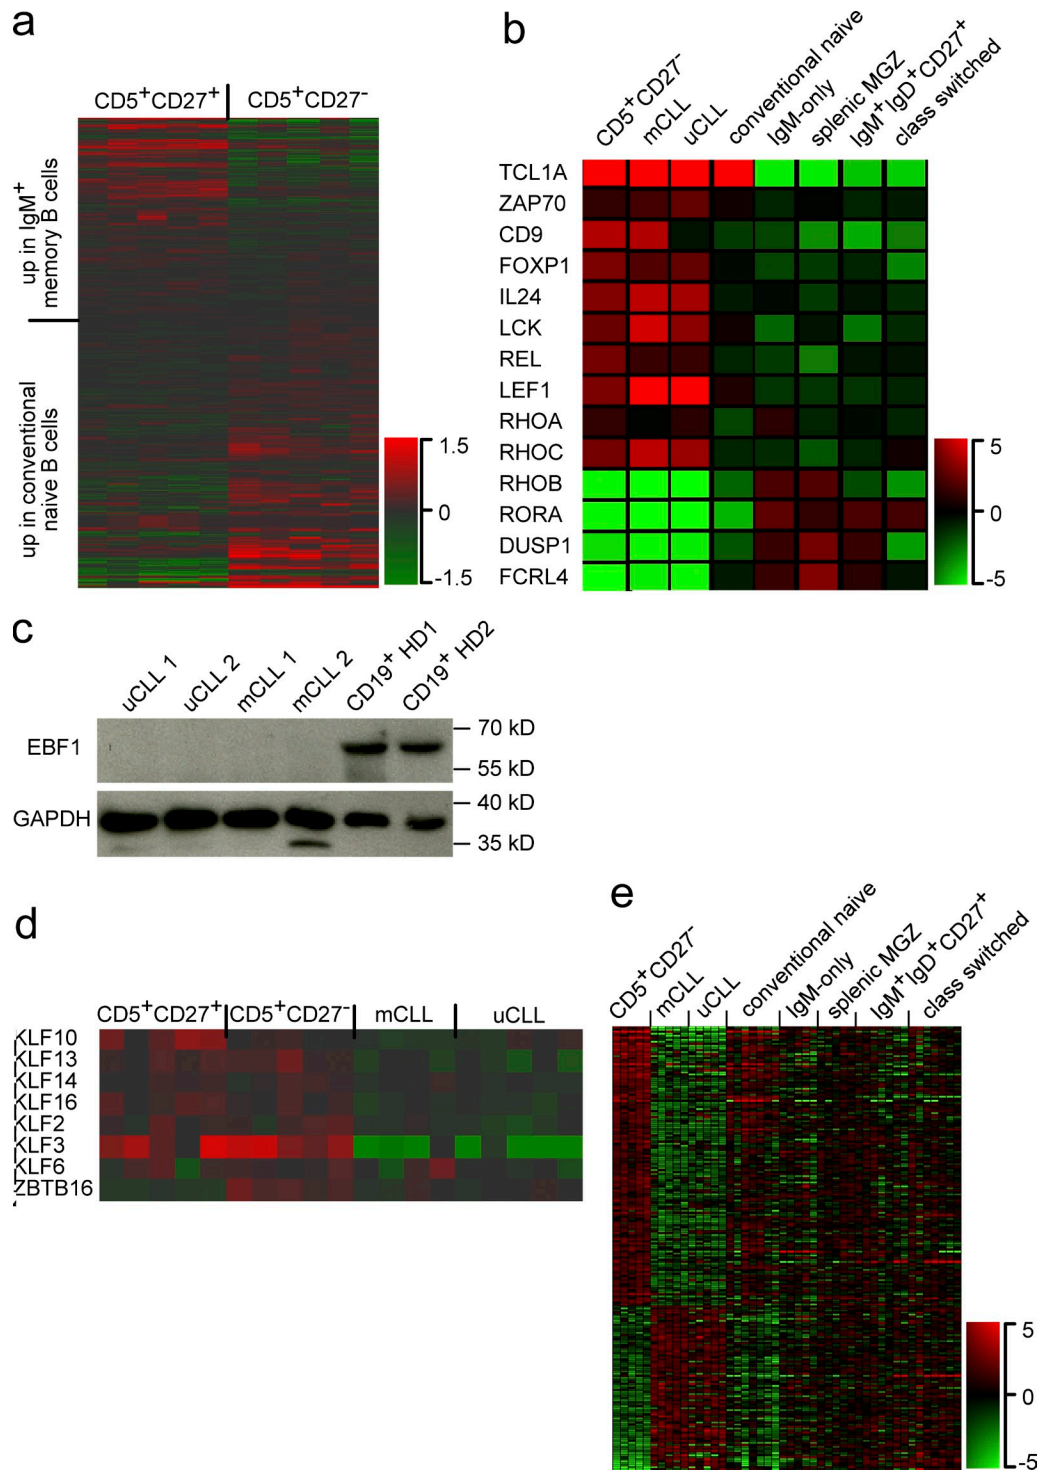 a
CD5+CD27+ CD5+CD27-
up in IgM+
memory B cells
up in conventional
naive B cells
1.5
0
-1.5
b
CD5+CD27-
mCLL
uCLL
conventional naive
IgM-only
splenic MGZ
IgM+IgD+CD27+
class switched
TCL1A
ZAP70
CD9
FOXP1
IL24
LCK
REL
LEF1
RHOA
RHOC
RHOB
RORA
DUSP1
FCRL4
5
0
-5
c
uCLL 1
uCLL 2
mCLL 1
mCLL 2
CD19+ HD1
CD19+ HD2
EBF1
70 kD
55 kD
GAPDH
40 kD
35 kD
d
CD5+CD27+ CD5+CD27- mCLL uCLL
KLF10
KLF13
KLF14
KLF16
KLF2
KLF3
KLF6
ZBTB16
e
CD5+CD27-
mCLL
uCLL
conventional naive
IgM-only
splenic MGZ
IgM+IgD+CD27+
class switched
5
0
-5